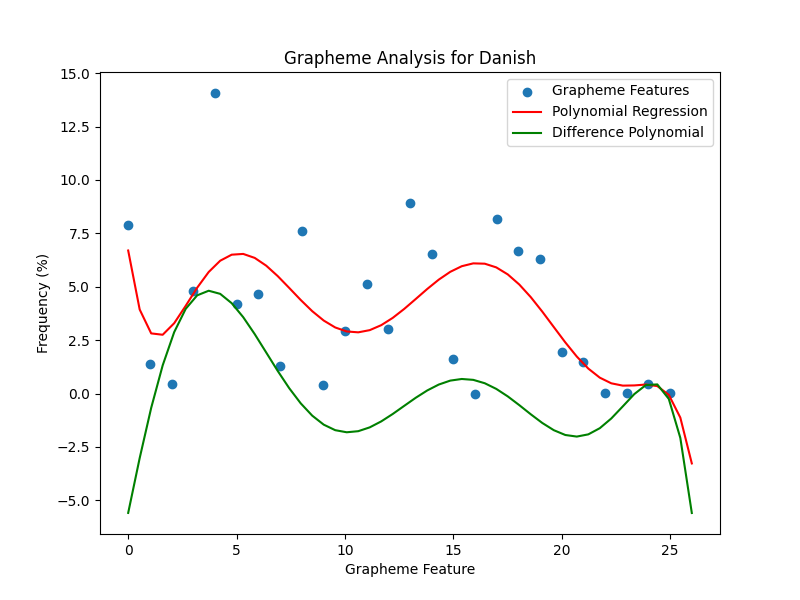 Grapheme Analysis for Danish
15.0
12.5
10.0
7.5
5.0
2.5
0.0
−2.5
−5.0
Frequency (%)
Grapheme Features
Polynomial Regression
Difference Polynomial
0 5 10 15 20 25
Grapheme Feature